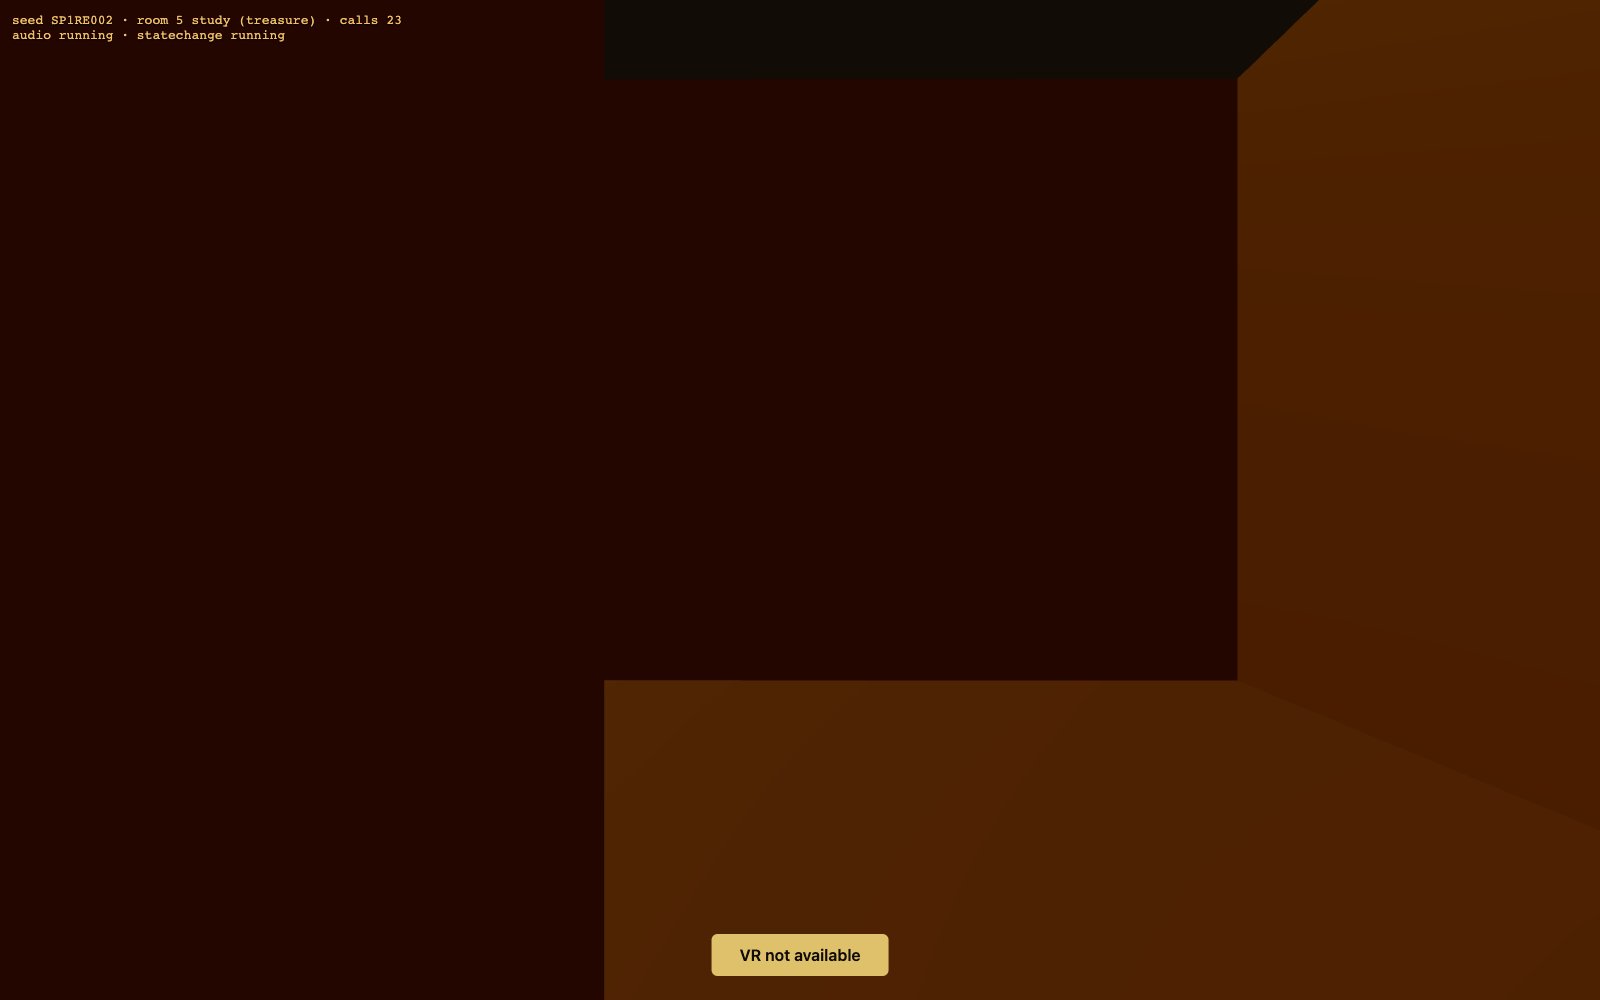 seed SP1RE002 · room 5 study (treasure) · calls 23
audio running · statechange running
VR not available